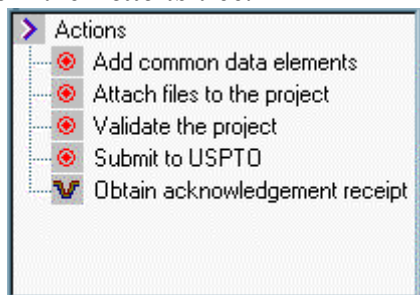 Actions
Add common data elements
Attach files to the project
Validate the project
Submit to USPTO
Obtain acknowledgement receipt